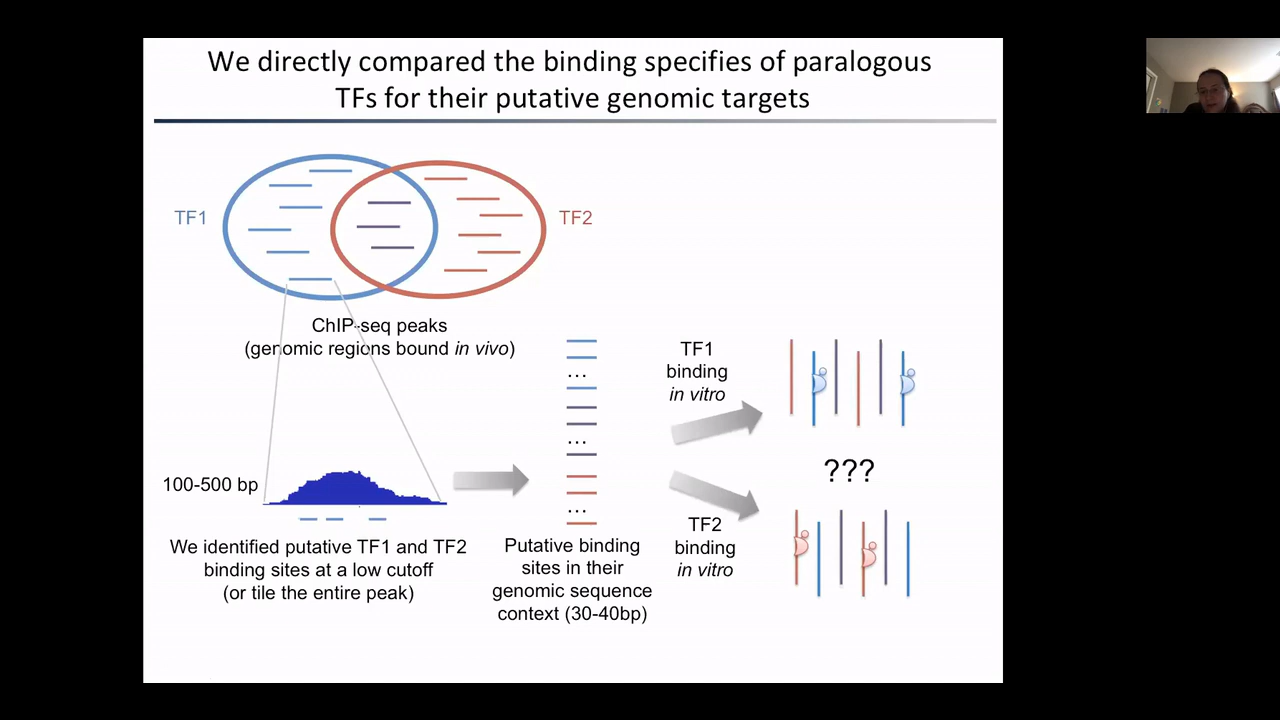 We directly compared the binding specifies of paralogous
TFs for their putative genomic targets
TF1
TF2
ChIP-seq peaks
(genomic regions bound in vivo)
100-500 bp
We identified putative TF1 and TF2
binding sites at a low cutoff
(or tile the entire peak)
...
...
...
Putative binding
sites in their
genomic sequence
context (30-40bp)
TF1
binding
in vitro
???
TF2
binding
in vitro